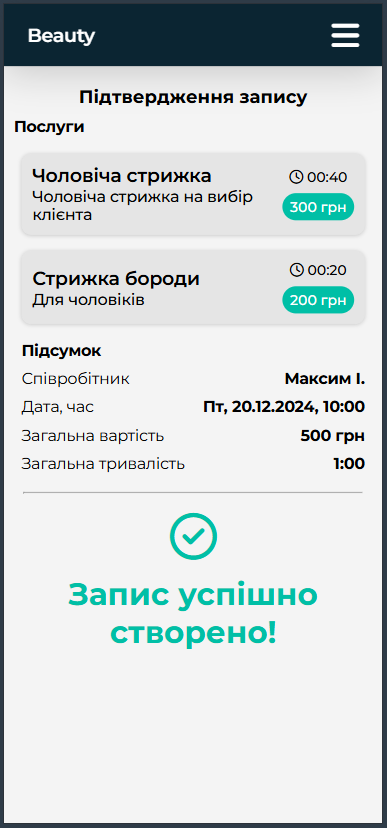 Beauty
Підтвердження запису
Послуги
Чоловіча стрижка
00:40
Чоловіча стрижка на вибір
клієнта
300 грн
Стрижка бороди
00:20
Для чоловіків
200 грн
Підсумок
Співробітник Максим І.
Дата, час Пт, 20.12.2024, 10:00
Загальна вартість 500 грн
Загальна тривалість 1:00
Запис успішно
створено!